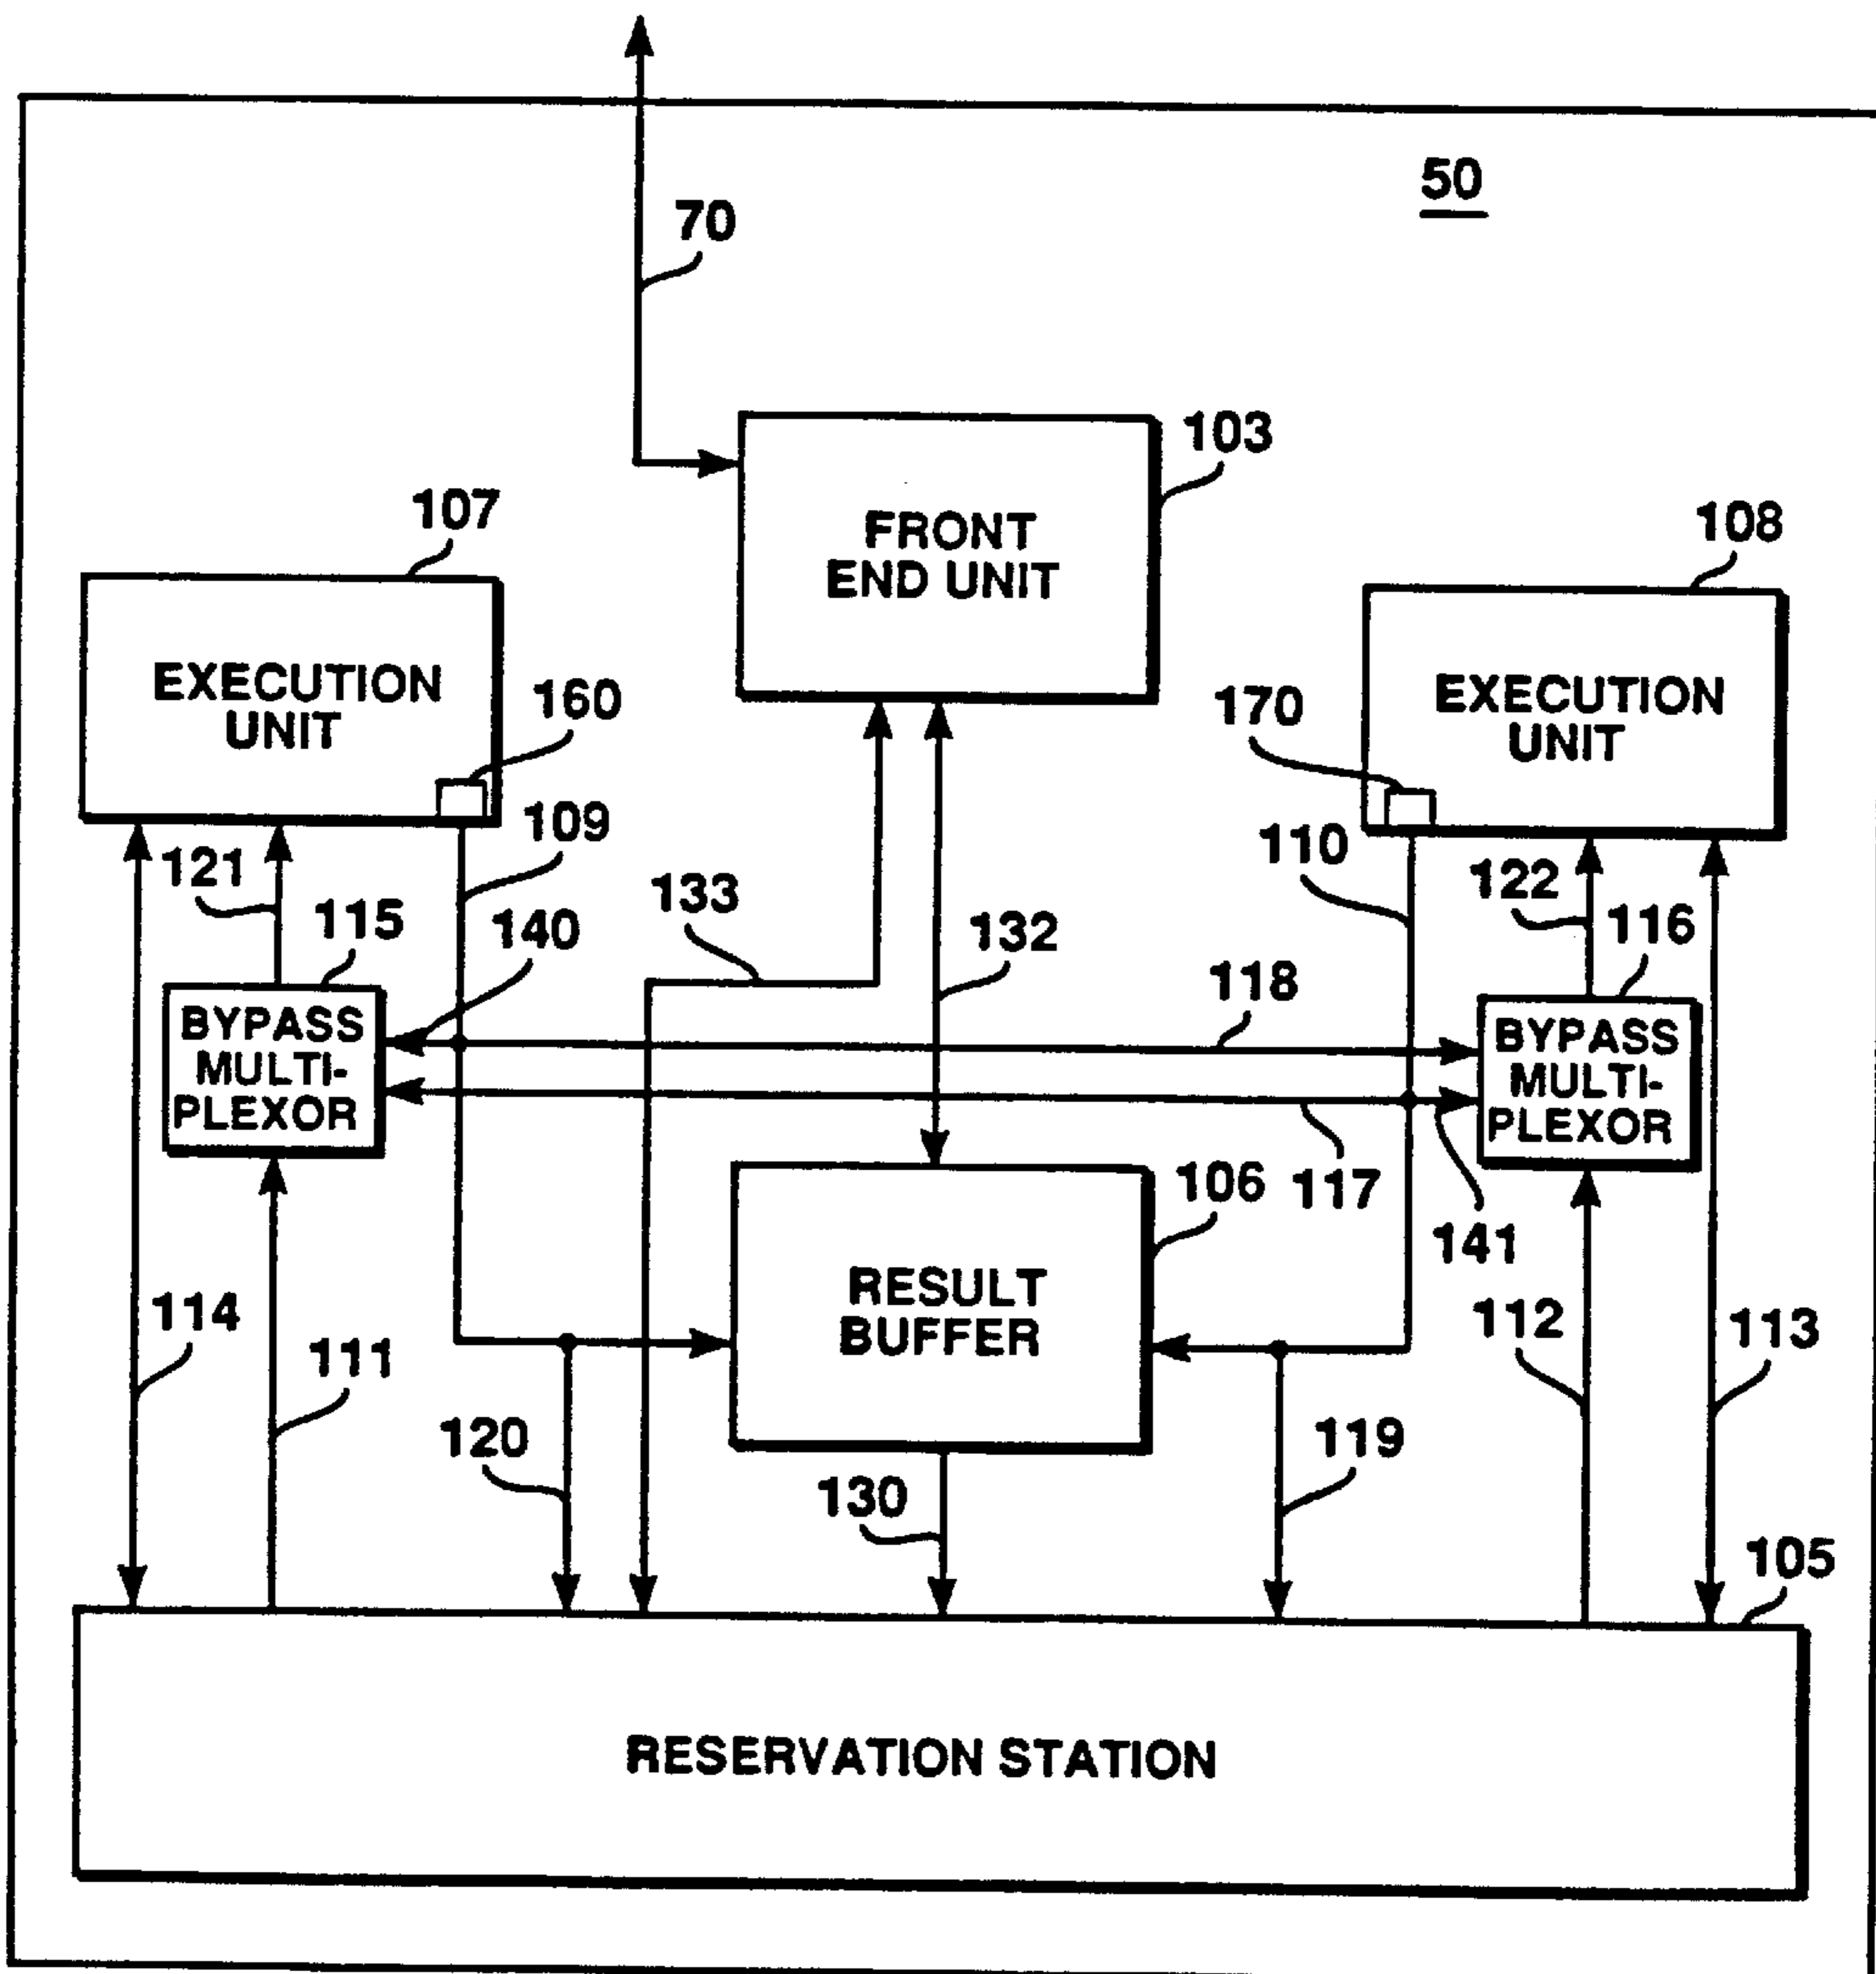 50
70
103
FRONT
END UNIT
107
EXECUTION
UNIT
160
108
170
EXECUTION
UNIT
109
121
115
140
133
132
118
110
122
116
BYPASS
MULTI-
PLEXOR
BYPASS
MULTI-
PLEXOR
106
117
141
RESULT
BUFFER
114
111
120
130
119
112
113
105
RESERVATION STATION